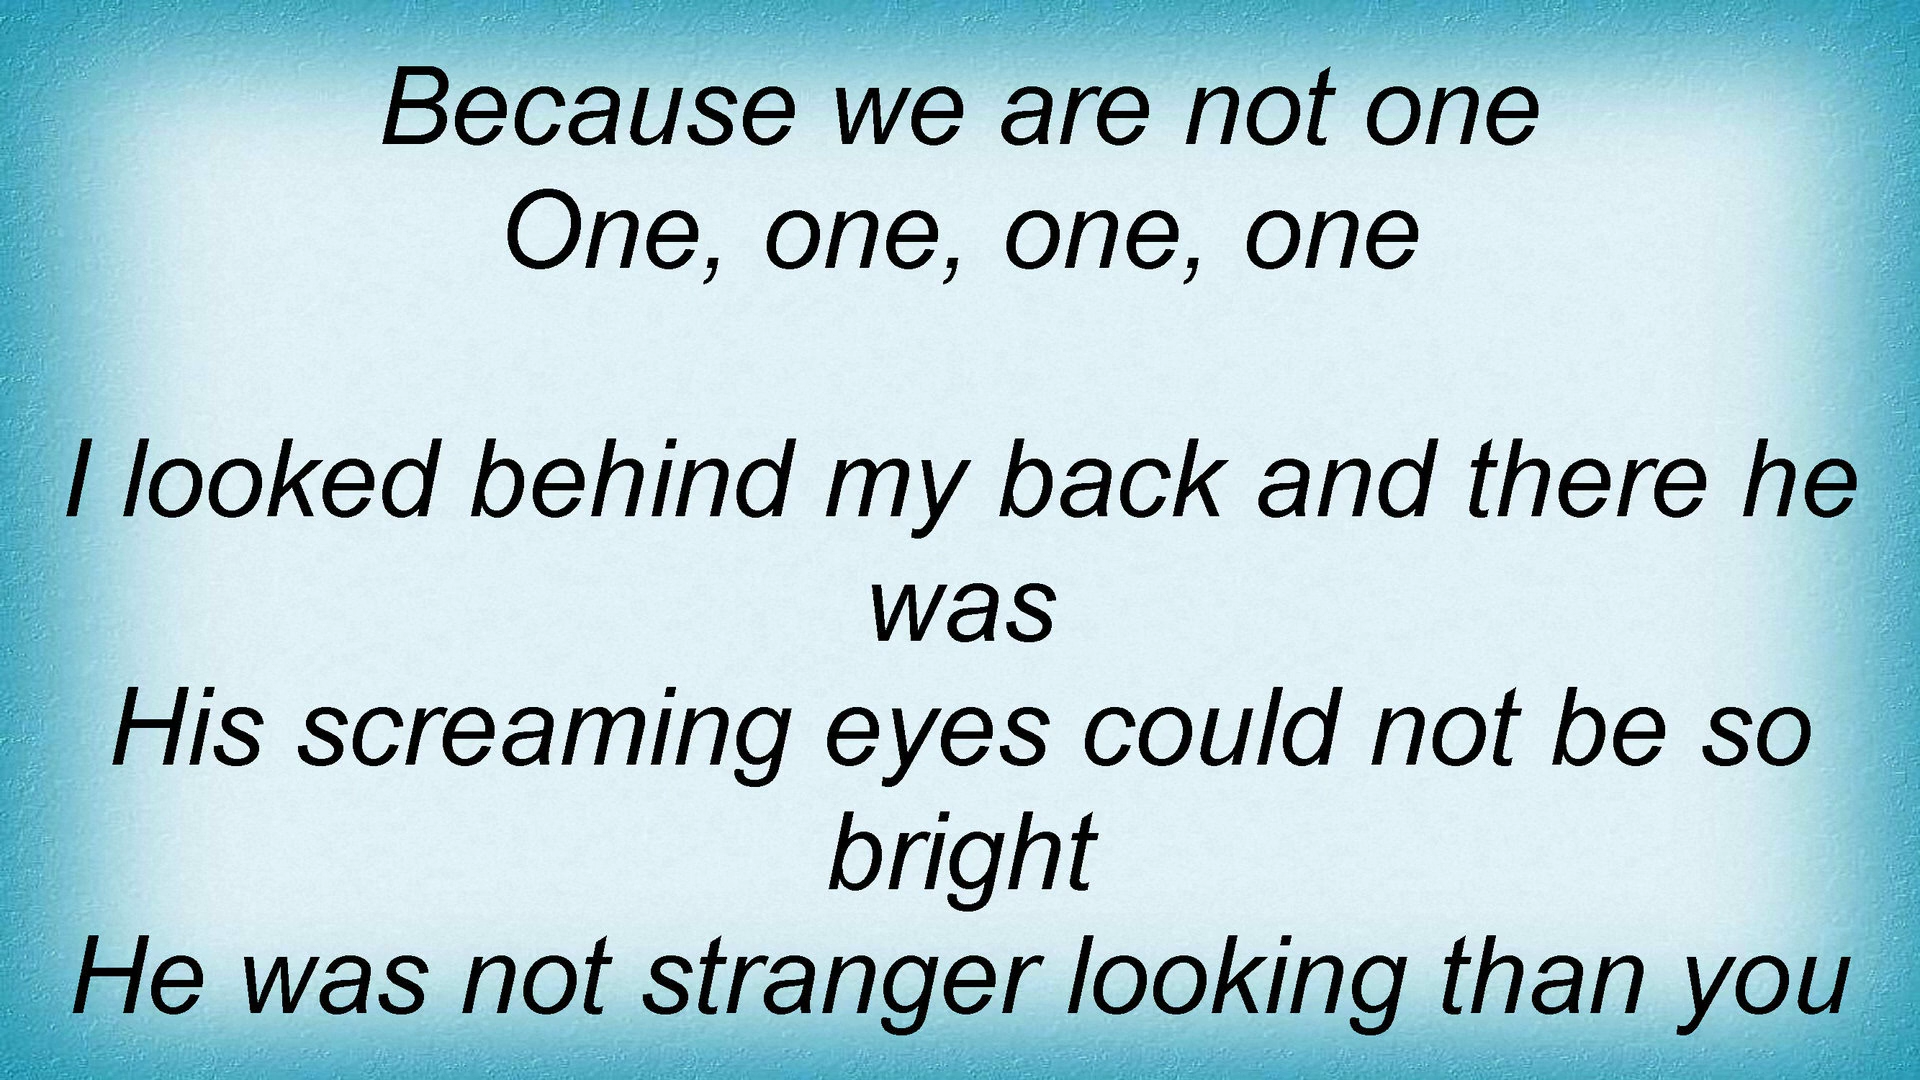 Because we are not one
One, one, one, one
I looked behind my back and there he
was
His screaming eyes could not be so
bright
He was not stranger looking than you